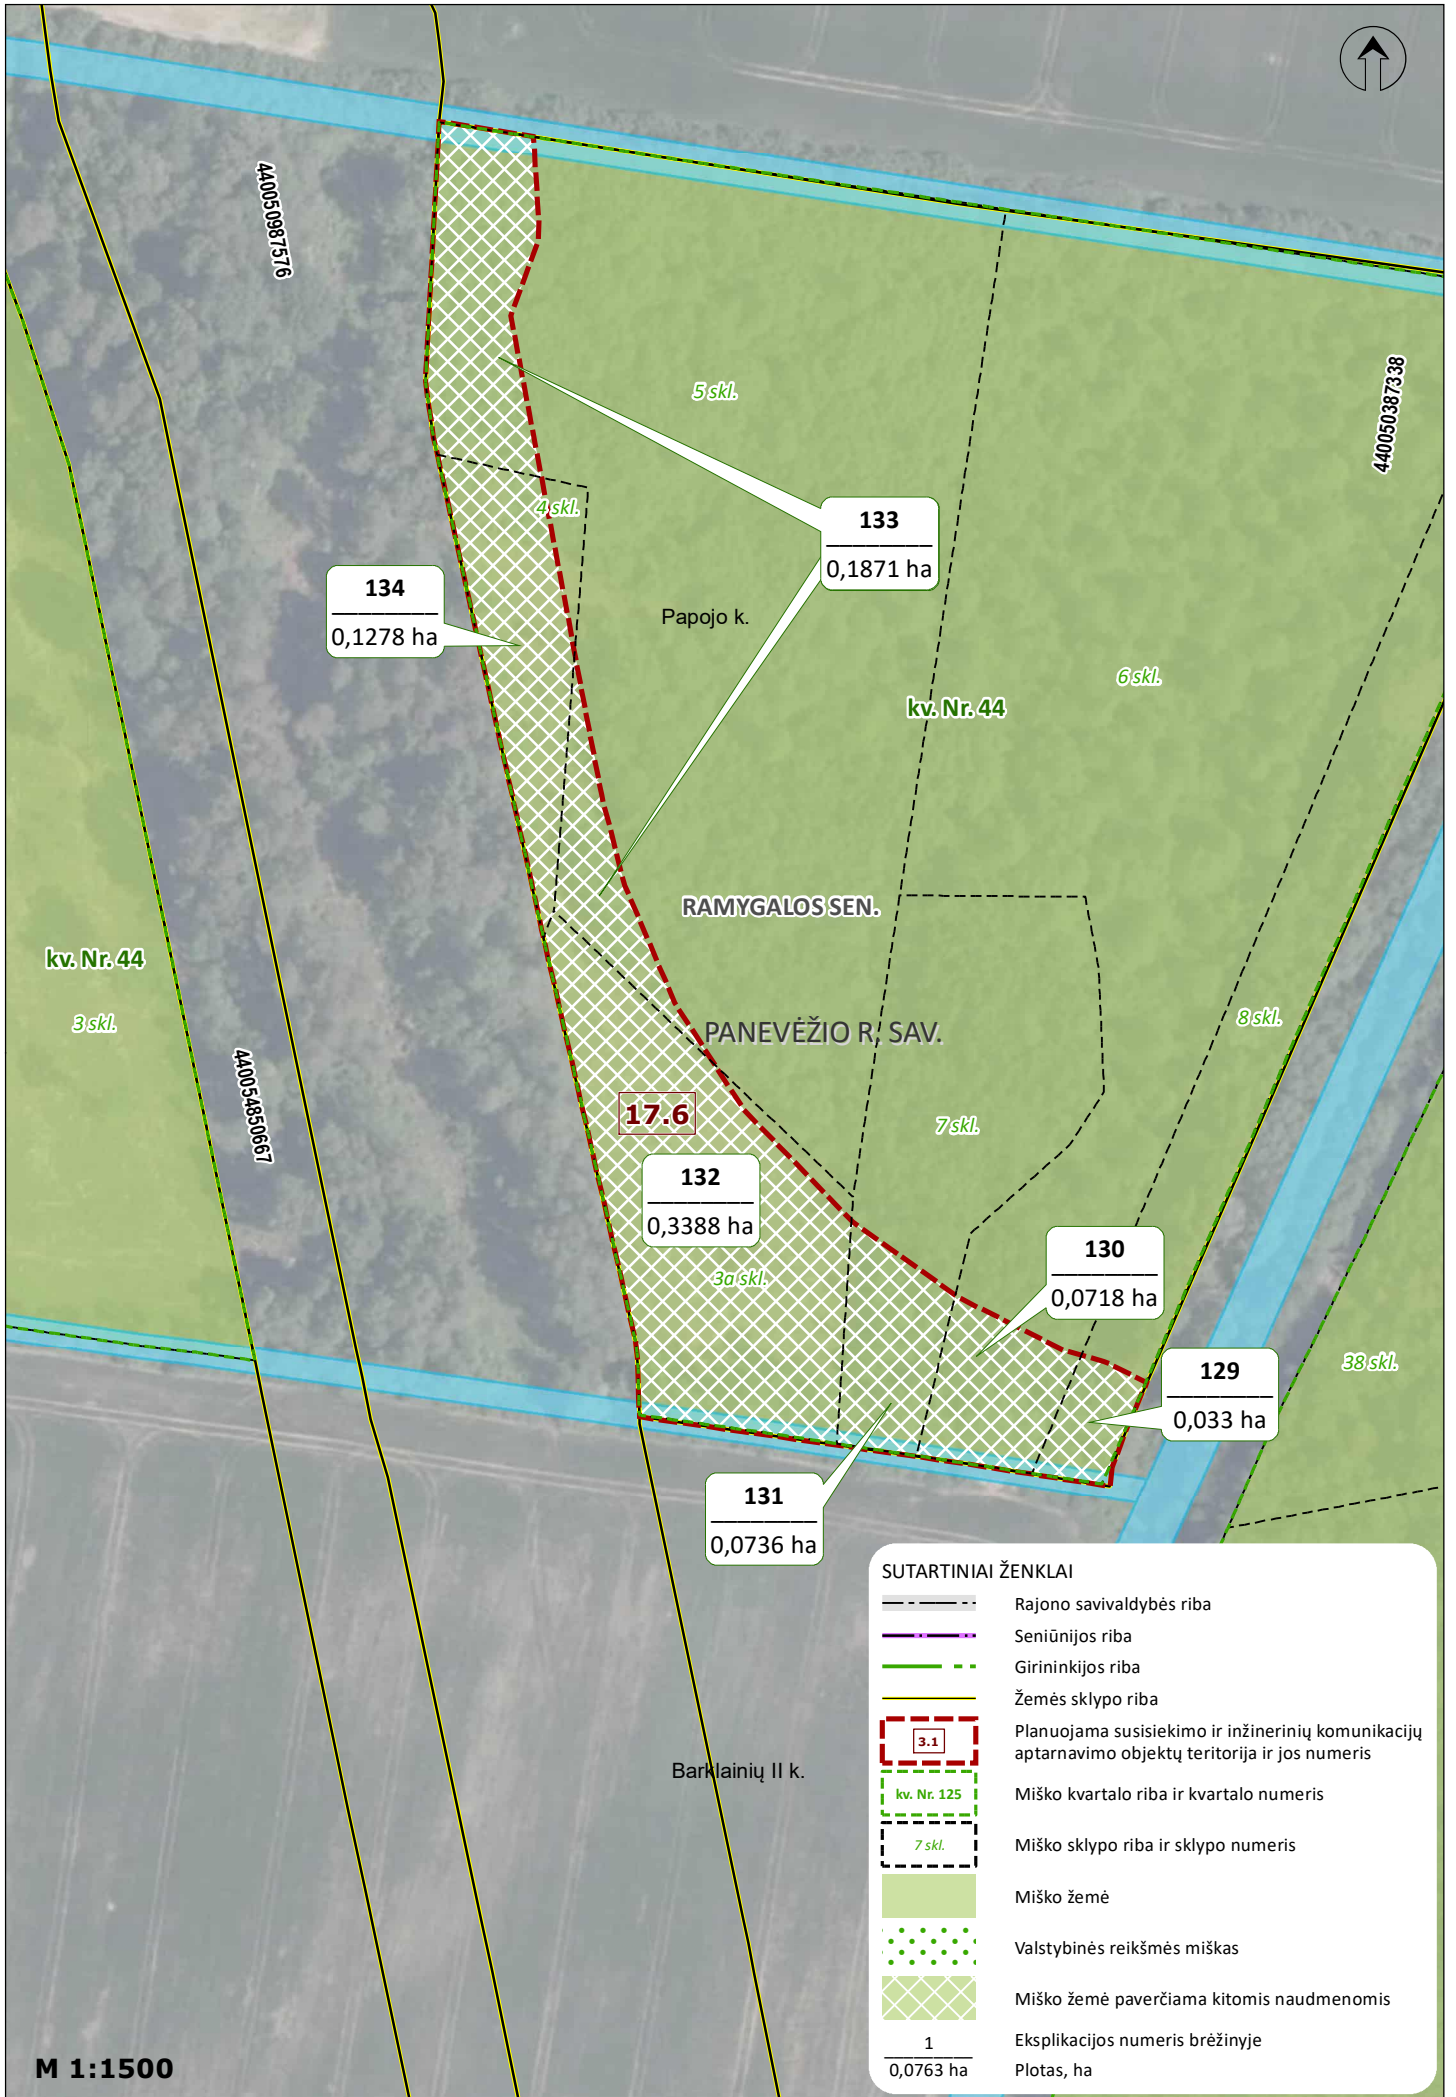 440050987576
5 skl.
440050387338
4 skl.
133
0,1871 ha
134
0,1278 ha
Papojo k.
6 skl.
kv. Nr. 44
RAMYGALOS SEN.
kv. Nr. 44
3 skl.
8 skl.
PANEVĖŽIO R. SAV.
440054850667
17.6
7 skl.
132
0,3388 ha
3a skl.
130
0,0718 ha
129
0,033 ha
38 skl.
131
0,0736 ha
Barklainių II k.
SUTARTINIAI ŽENKLAI
Rajono savivaldybės riba
Seniūnijos riba
Girininkijos riba
Žemės sklypo riba
3.1
Planuojama susisiekimo ir inžinerinių komunikacijų
aptarnavimo objektų teritorija ir jos numeris
kv. Nr. 125
Miško kvartalo riba ir kvartalo numeris
7 skl.
Miško sklypo riba ir sklypo numeris
Miško žemė
Valstybinės reikšmės miškas
Miško žemė paverčiama kitomis naudmenomis
1
Eksplikacijos numeris brėžinyje
0,0763 ha
Plotas, ha
M 1:1500